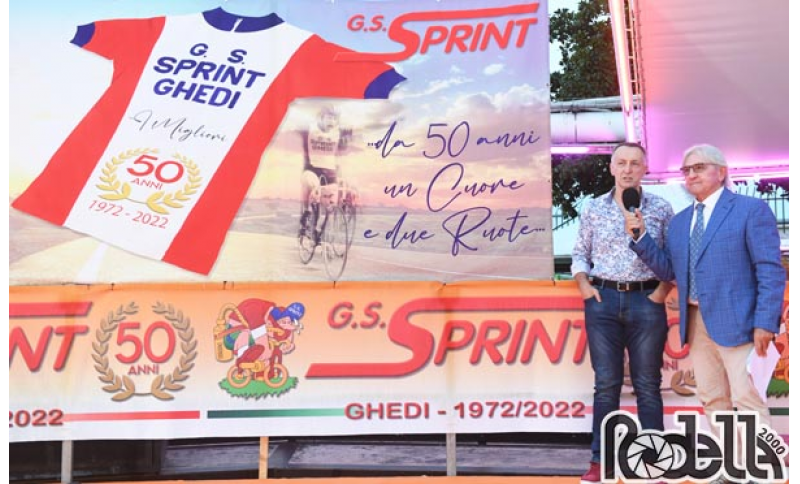 G. S.
SPRINT
GHEDI
I Miglieri
50
ANNI
1972 - 2022
G.S. SPRINT
...da 50 anni
un Cuore
e due Ruote...
NT
50
ANNI
G.S. SPRINT
2022
GHEDI - 1972/2022
Rodella
2000